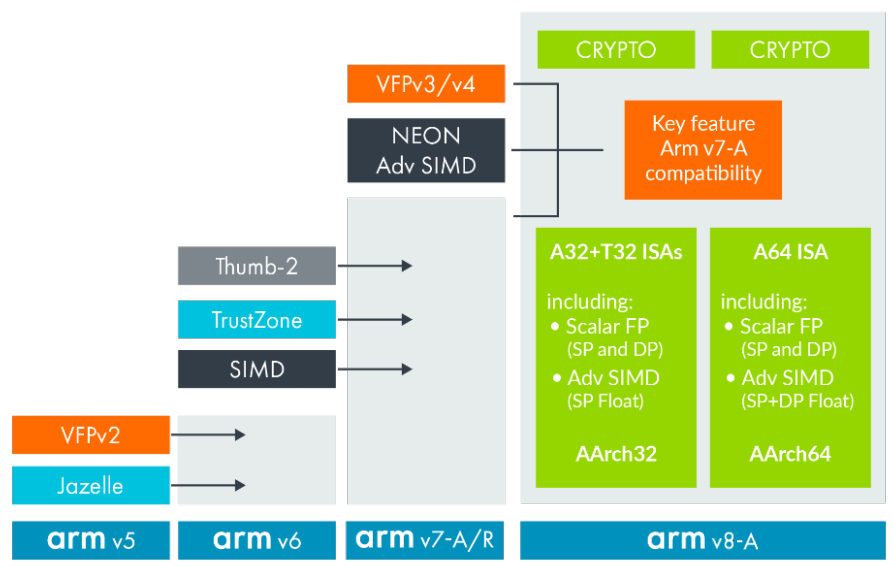 CRYPTO
CRYPTO
VFPv3/v4
NEON
Adv SIMD
Key feature
Arm v7-A
compatibility
Thumb-2
TrustZone
SIMD
A32+T32 ISAs
including:
• Scalar FP
(SP and DP)
• Adv SIMD
(SP Float)
AArch32
A64 ISA
including:
• Scalar FP
(SP and DP)
• Adv SIMD
(SP+DP Float)
AArch64
VFPv2
Jazelle
arm v5
arm v6
arm v7-A/R
arm v8-A